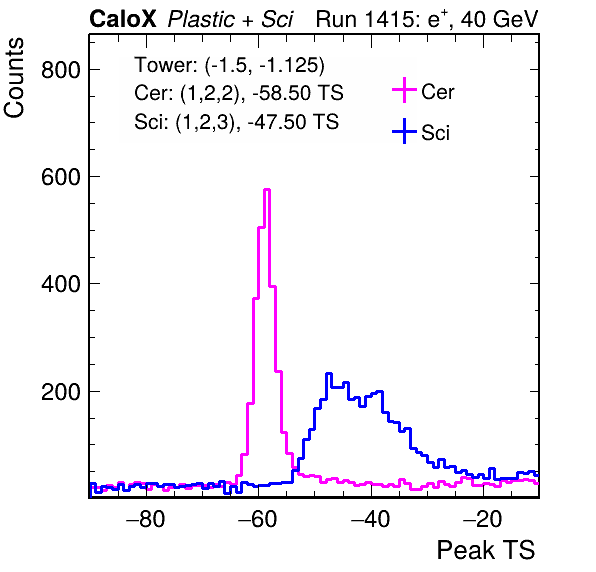 CaloX Plastic + Sci Run 1415: e+, 40 GeV
Counts
Tower: (-1.5, -1.125)
Cer: (1,2,2), -58.50 TS
Sci: (1,2,3), -47.50 TS
Cer
Sci
800
600
400
200
−80 −60 −40 −20
Peak TS